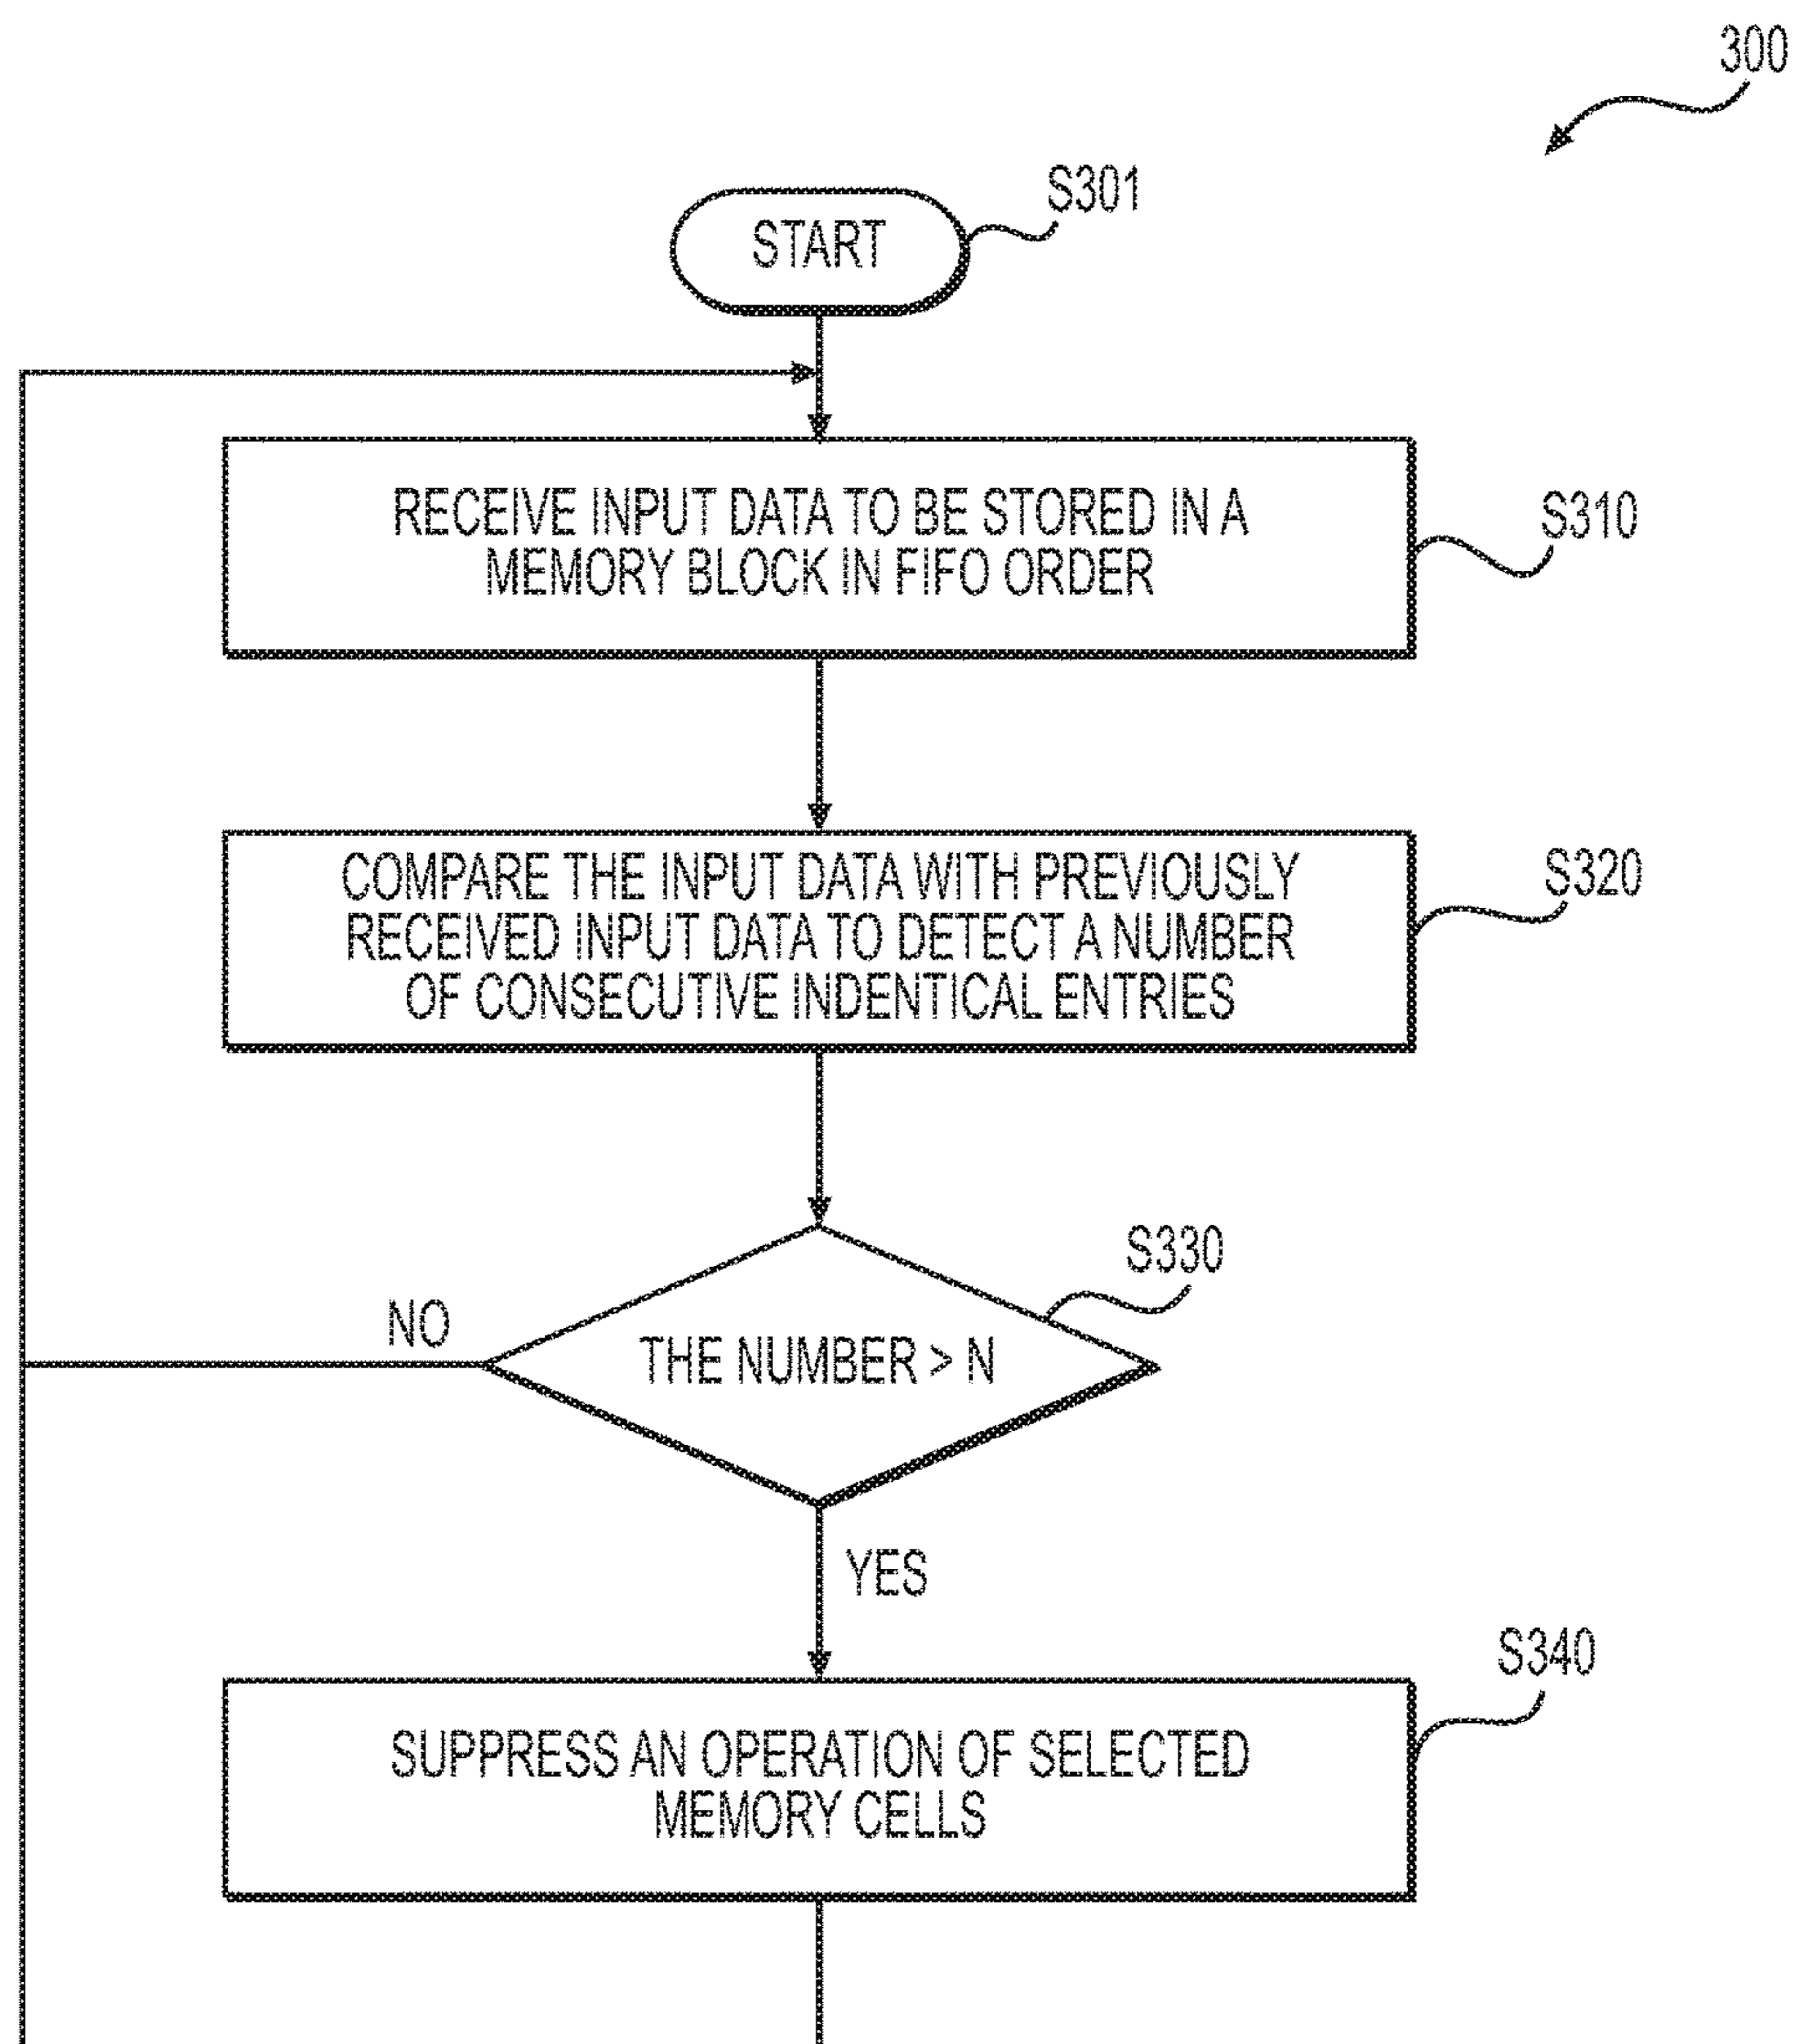 300
S301
START
RECEIVE INPUT DATA TO BE STORED IN A
MEMORY BLOCK IN FIFO ORDER
S310
COMPARE THE INPUT DATA WITH PREVIOUSLY
RECEIVED INPUT DATA TO DETECT A NUMBER
OF CONSECUTIVE INDENTICAL ENTRIES
S320
S330
NO
THE NUMBER > N
YES
S340
SUPPRESS AN OPERATION OF SELECTED
MEMORY CELLS